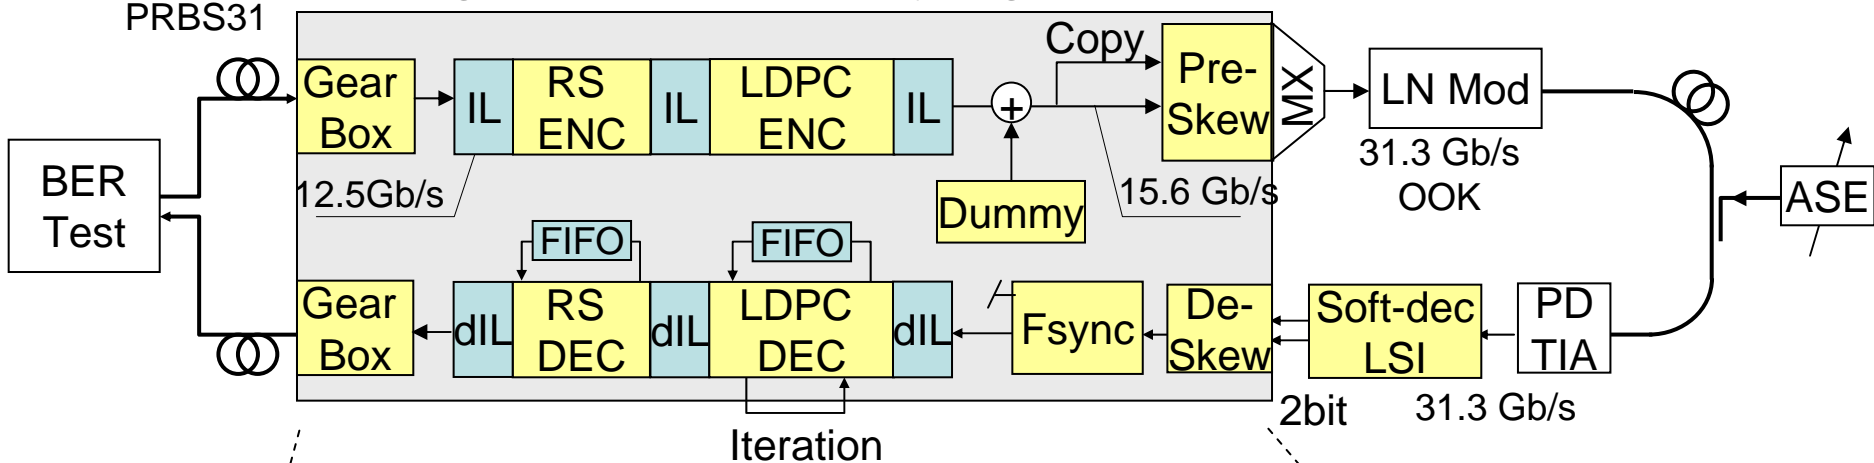 PRBS31
Gear
Box
IL
RS
ENC
IL
LDPC
ENC
IL
+
Copy
Pre-
Skew
MX
LN Mod
31.3 Gb/s
OOK
12.5Gb/s
Dummy
15.6 Gb/s
ASE
BER
Test
FIFO
FIFO
Gear
Box
dIL
RS
DEC
dIL
LDPC
DEC
dIL
Fsync
De-
Skew
Soft-dec
LSI
PD
TIA
2bit
31.3 Gb/s
Iteration